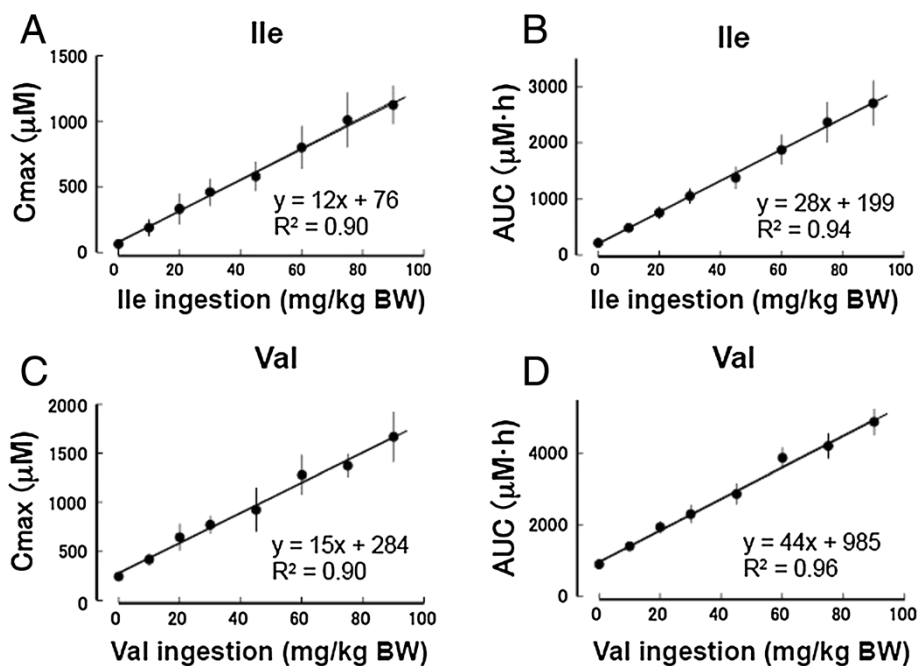 A
Ile
1500
1000
500
0
Cmax (μM)
y = 12x + 76
R² = 0.90
0 20 40 60 80 100
Ile ingestion (mg/kg BW)
B
Ile
3000
2000
1000
0
AUC (μM·h)
y = 28x + 199
R² = 0.94
0 20 40 60 80 100
Ile ingestion (mg/kg BW)
C
Val
2000
1500
1000
500
0
Cmax (μM)
y = 15x + 284
R² = 0.90
0 20 40 60 80 100
Val ingestion (mg/kg BW)
D
Val
4000
2000
0
AUC (μM·h)
y = 44x + 985
R² = 0.96
0 20 40 60 80 100
Val ingestion (mg/kg BW)